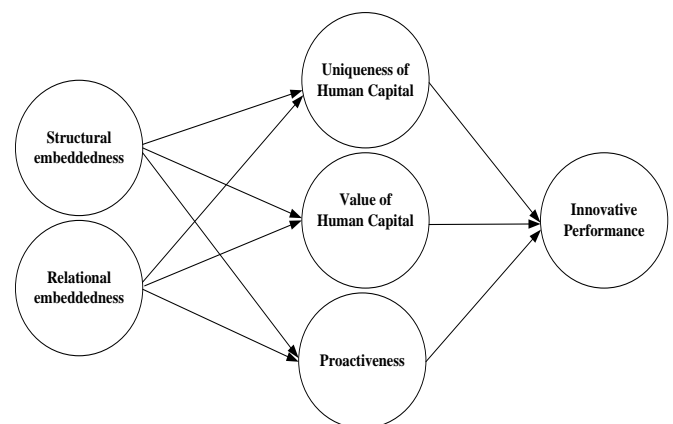 Structural
embeddedness
Relational
embeddedness
Uniqueness of
Human Capital
Value of
Human Capital
Proactiveness
Innovative
Performance